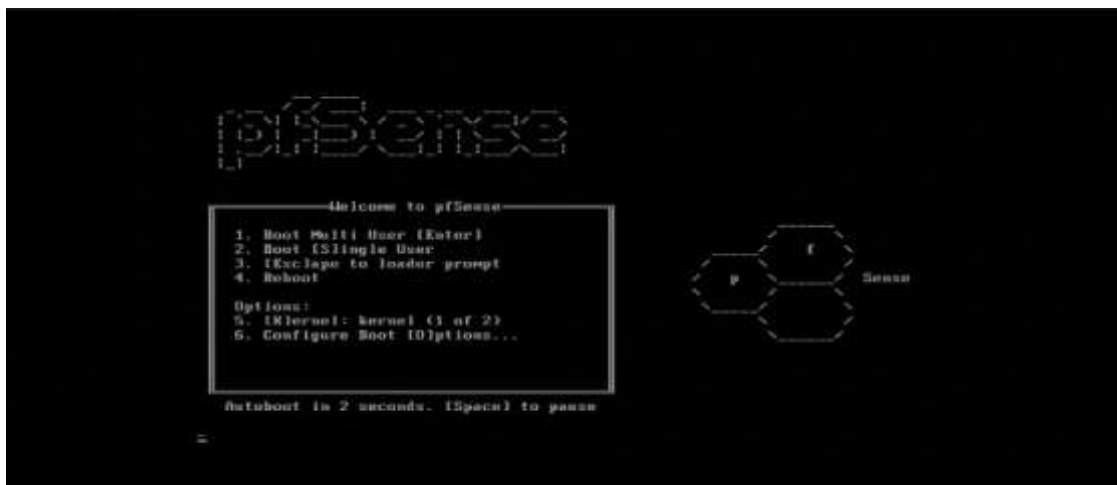 pfSense
Welcome to pfSense
1. Boot Multi User [Enter]
2. Boot [S]ingle User
3. [Esc]ape to loader prompt
4. Reboot
Options:
5. [K]ernel: kernel (1 of 2)
6. Configure Boot [O]ptions...
f
p
Sense
Autoboot in 2 seconds. [Space] to pause